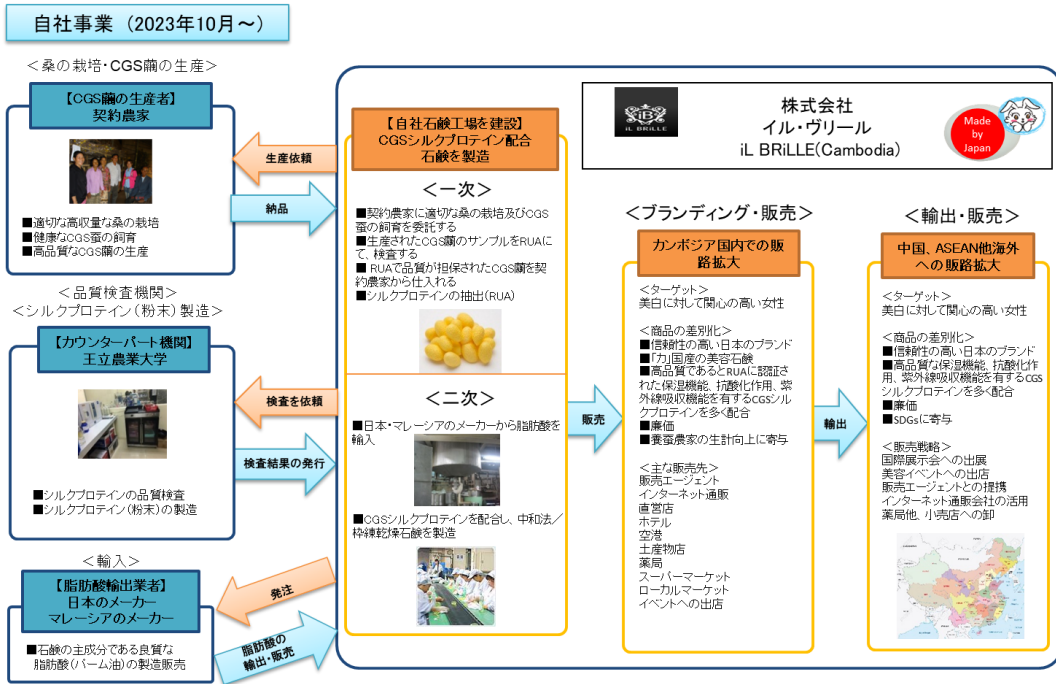 自社事業（2023年10月～）
＜桑の栽培・CGS繭の生産＞
【CGS繭の生産者】
契約農家
■適切な高収量な桑の栽培
■健康なCGS蚕の飼育
■高品質なCGS繭の生産
＜品質検査機関＞
＜シルクプロテイン（粉末）製造＞
【カウンターパート機関】
王立農業大学
■シルクプロテインの品質検査
■シルクプロテイン（粉末）の製造
＜輸入＞
【脂肪酸輸出業者】
日本のメーカー
マレーシアのメーカー
■石鹸の主成分である良質な
脂肪酸（パーム油）の製造販売
生産依頼
納品
検査を依頼
検査結果の発行
発注
脂肪酸の
輸出・販売
【自社石鹸工場を建設】
CGSシルクプロテイン配合
石鹸を製造
＜一次＞
■契約農家に適切な桑の栽培及びCGS
蚕の飼育を委託する
■生産されたCGS繭のサンプルをRUAに
て、検査する
■ RUAで品質が担保されたCGS繭を契
約農家から仕入れる
■シルクプロテインの抽出（RUA）
＜二次＞
■日本・マレーシアのメーカーから脂肪酸を
輸入
■CGSシルクプロテインを配合し、中和法／
枠練乾燥石鹸を製造
販売
iB
iL BRiLLE
株式会社
イル・ヴリール
iL BRiLLE(Cambodia)
Made
by
Japan
＜ブランディング・販売＞
カンボジア国内での販
路拡大
＜ターゲット＞
美白に対して関心の高い女性
＜商品の差別化＞
■信頼性の高い日本のブランド
■「カ」国産の美容石鹸
■高品質であるとRUAに認証さ
れた保湿機能、抗酸化作用、紫
外線吸収機能を有するCGSシル
クプロテインを多く配合
■廉価
■養蚕農家の生計向上に寄与
＜主な販売先＞
販売エージェント
インターネット通販
直営店
ホテル
空港
土産物店
薬局
スーパーマーケット
ローカルマーケット
イベントへの出店
輸出
＜輸出・販売＞
中国、ASEAN他海外
への販路拡大
＜ターゲット＞
美白に対して関心の高い女性
＜商品の差別化＞
■信頼性の高い日本のブランド
■高品質な保湿機能、抗酸化作
用、紫外線吸収機能を有するCGS
シルクプロテインを多く配合
■廉価
■SDGsに寄与
＜販売戦略＞
国際展示会への出展
美容イベントへの出店
販売エージェントとの提携
インターネット通販会社の活用
薬局他、小売店への卸